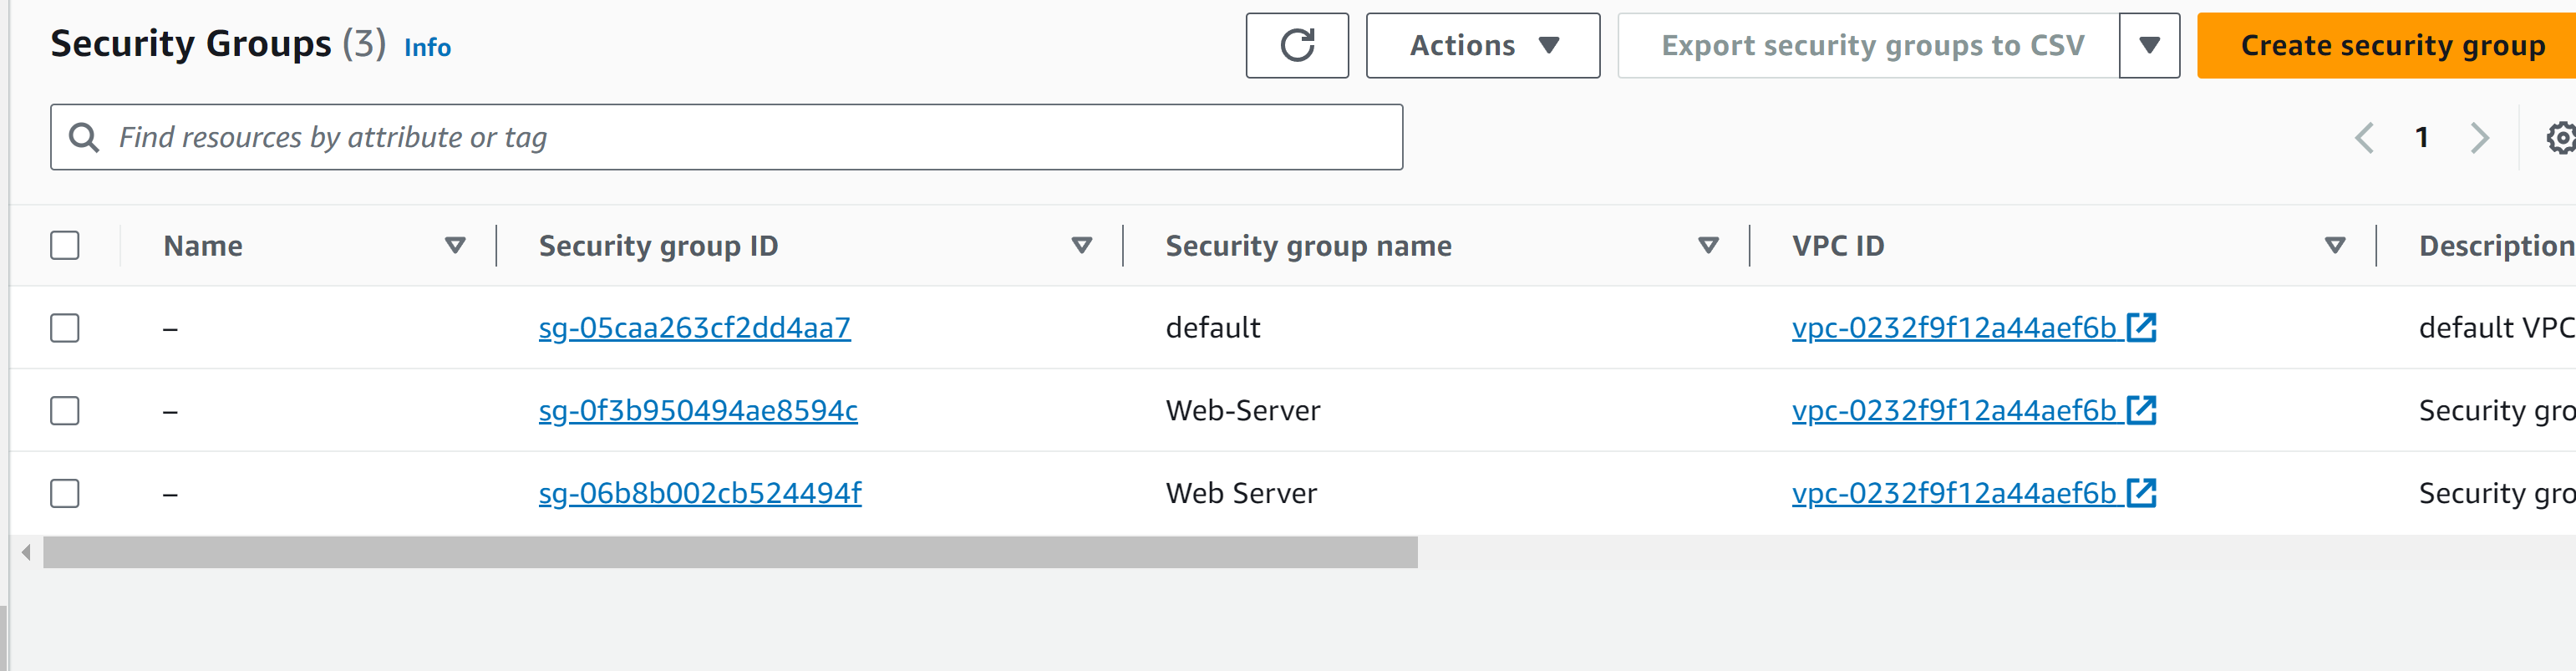 Security Groups (3) Info
Actions
Export security groups to CSV
Create security group
Find resources by attribute or tag
1
Name Security group ID Security group name VPC ID Description
– sg-05caa263cf2dd4aa7 default vpc-0232f9f12a44aef6b default VPC
– sg-0f3b950494ae8594c Web-Server vpc-0232f9f12a44aef6b Security gro
– sg-06b8b002cb524494f Web Server vpc-0232f9f12a44aef6b Security gro